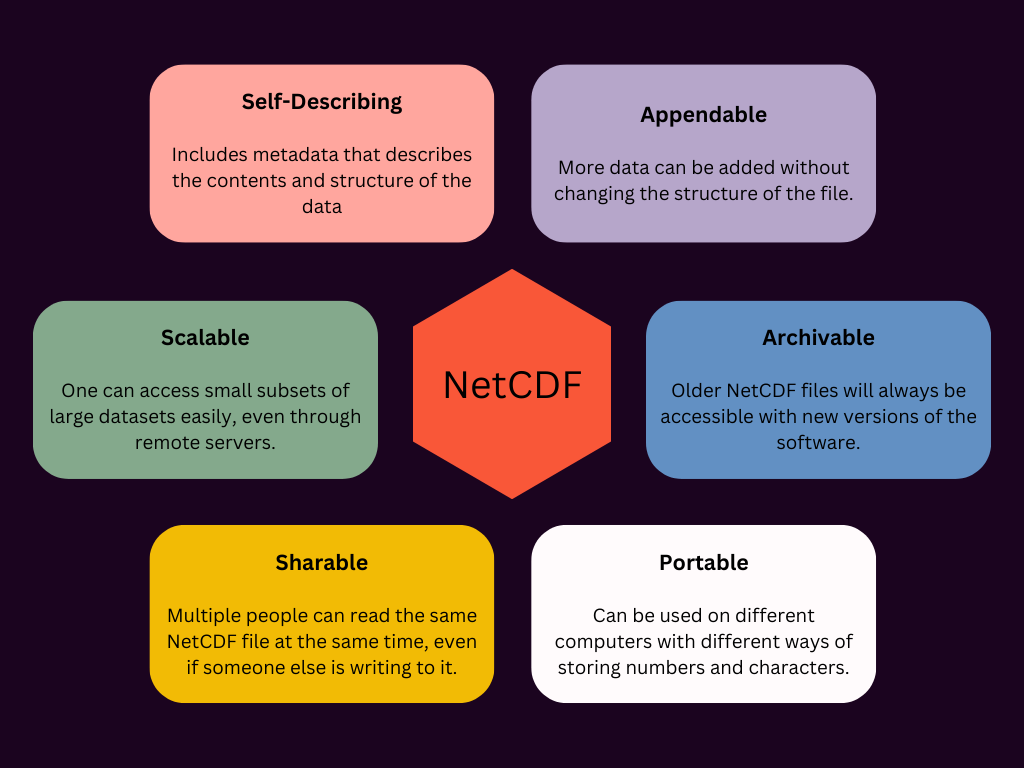 Self-Describing
Includes metadata that describes
the contents and structure of the
data
Appendable
More data can be added without
changing the structure of the file.
Scalable
One can access small subsets of
large datasets easily, even through
remote servers.
NetCDF
Archivable
Older NetCDF files will always be
accessible with new versions of the
software.
Sharable
Multiple people can read the same
NetCDF file at the same time, even
if someone else is writing to it.
Portable
Can be used on different
computers with different ways of
storing numbers and characters.